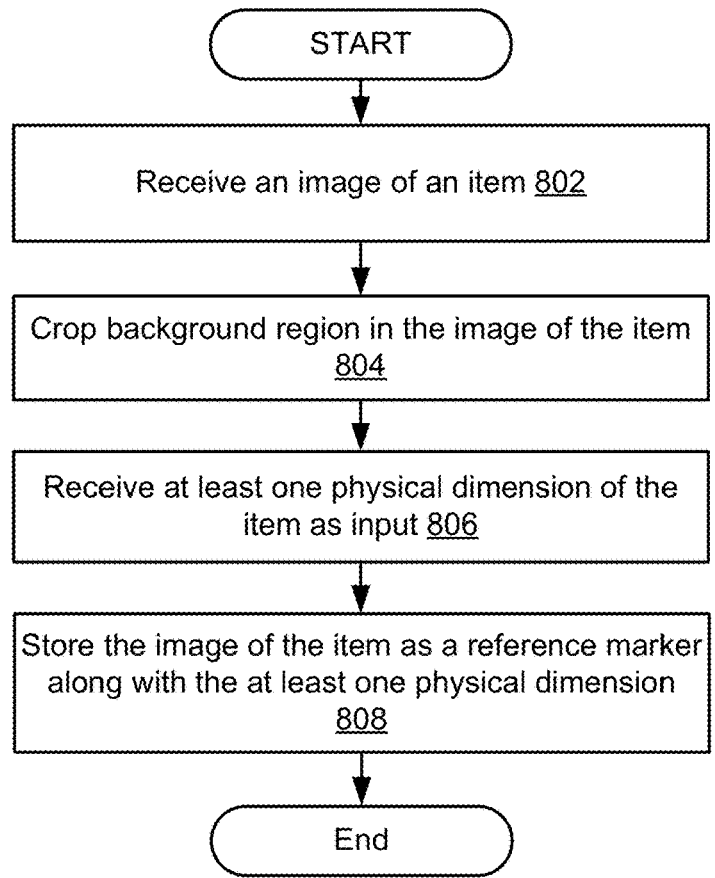 START
Receive an image of an item 802
Crop background region in the image of the item
804
Receive at least one physical dimension of the
item as input 806
Store the image of the item as a reference marker
along with the at least one physical dimension
808
End